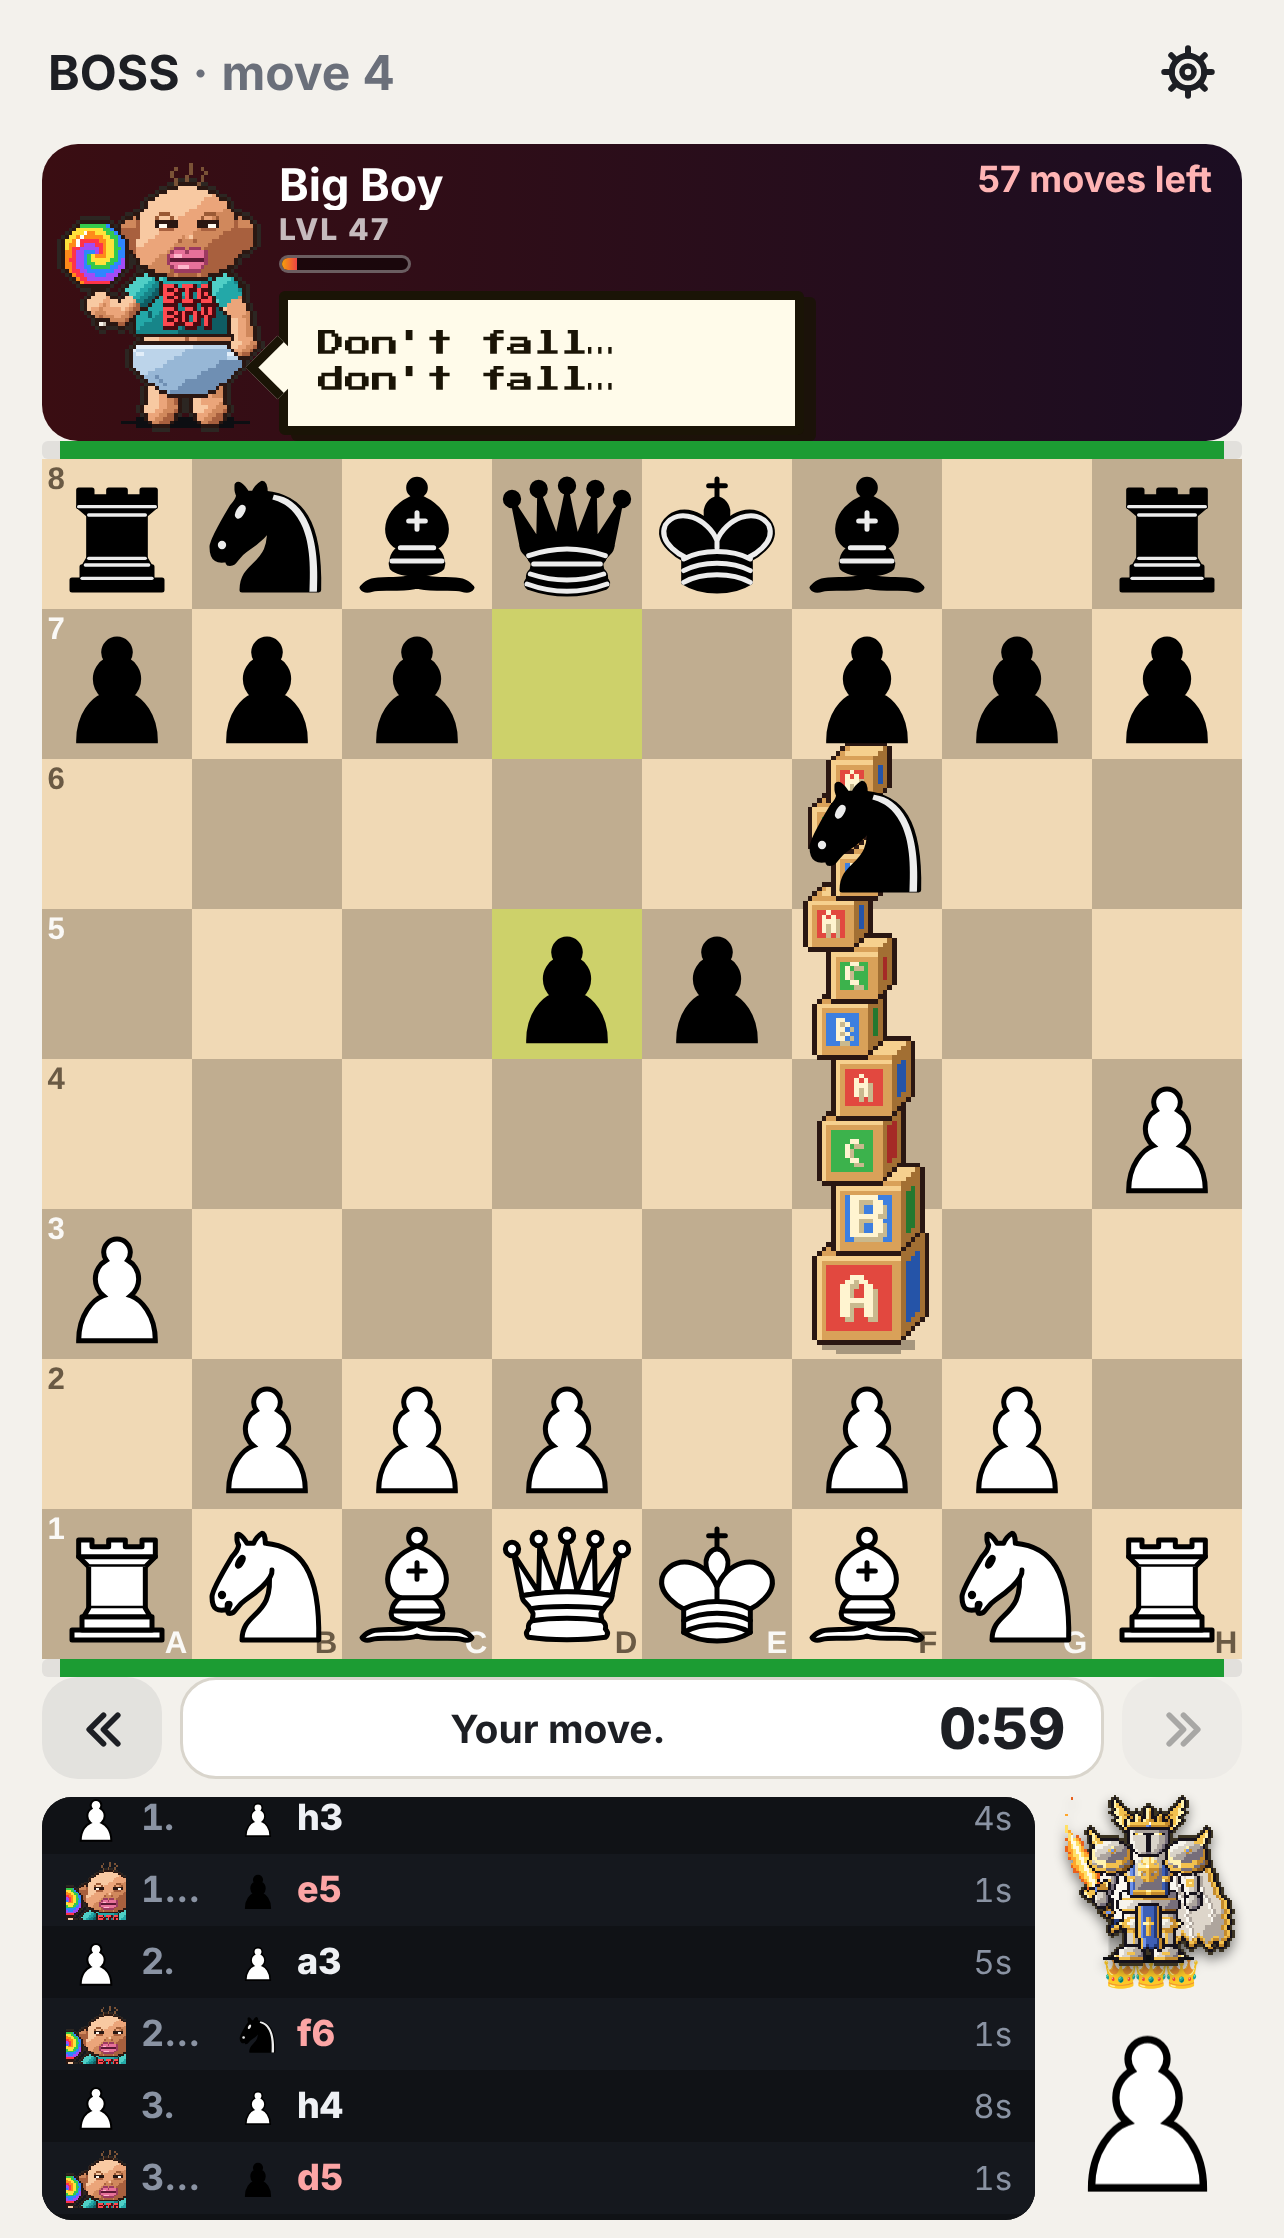 BOSS · move 4
Big Boy
57 moves left
LVL 47
BIG
BOY
Don't fall...
don't fall...
8
7
6
5
4
3
2
1
A
C
B
A
C
B
A
A B C D E F G H
Your move.
0:59
1. h3 4s
1... e5 1s
2. a3 5s
2... f6 1s
3. h4 8s
3... d5 1s